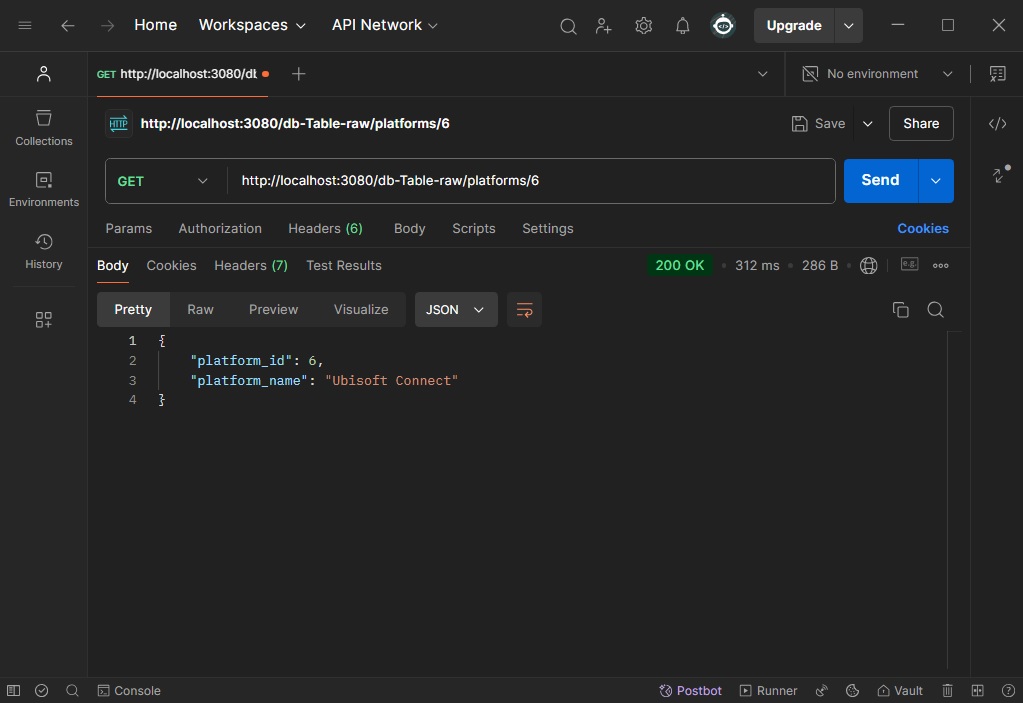 Home Workspaces API Network Upgrade
GET http://localhost:3080/db No environment
HTTP http://localhost:3080/db-Table-raw/platforms/6 Save Share
Collections
GET http://localhost:3080/db-Table-raw/platforms/6 Send
Environments
Params Authorization Headers (6) Body Scripts Settings Cookies
History
Body Cookies Headers (7) Test Results 200 OK • 312 ms • 286 B • e.g.
Pretty Raw Preview Visualize JSON
1 {
2 "platform_id": 6,
3 "platform_name": "Ubisoft Connect"
4 }
Console Postbot Runner Vault